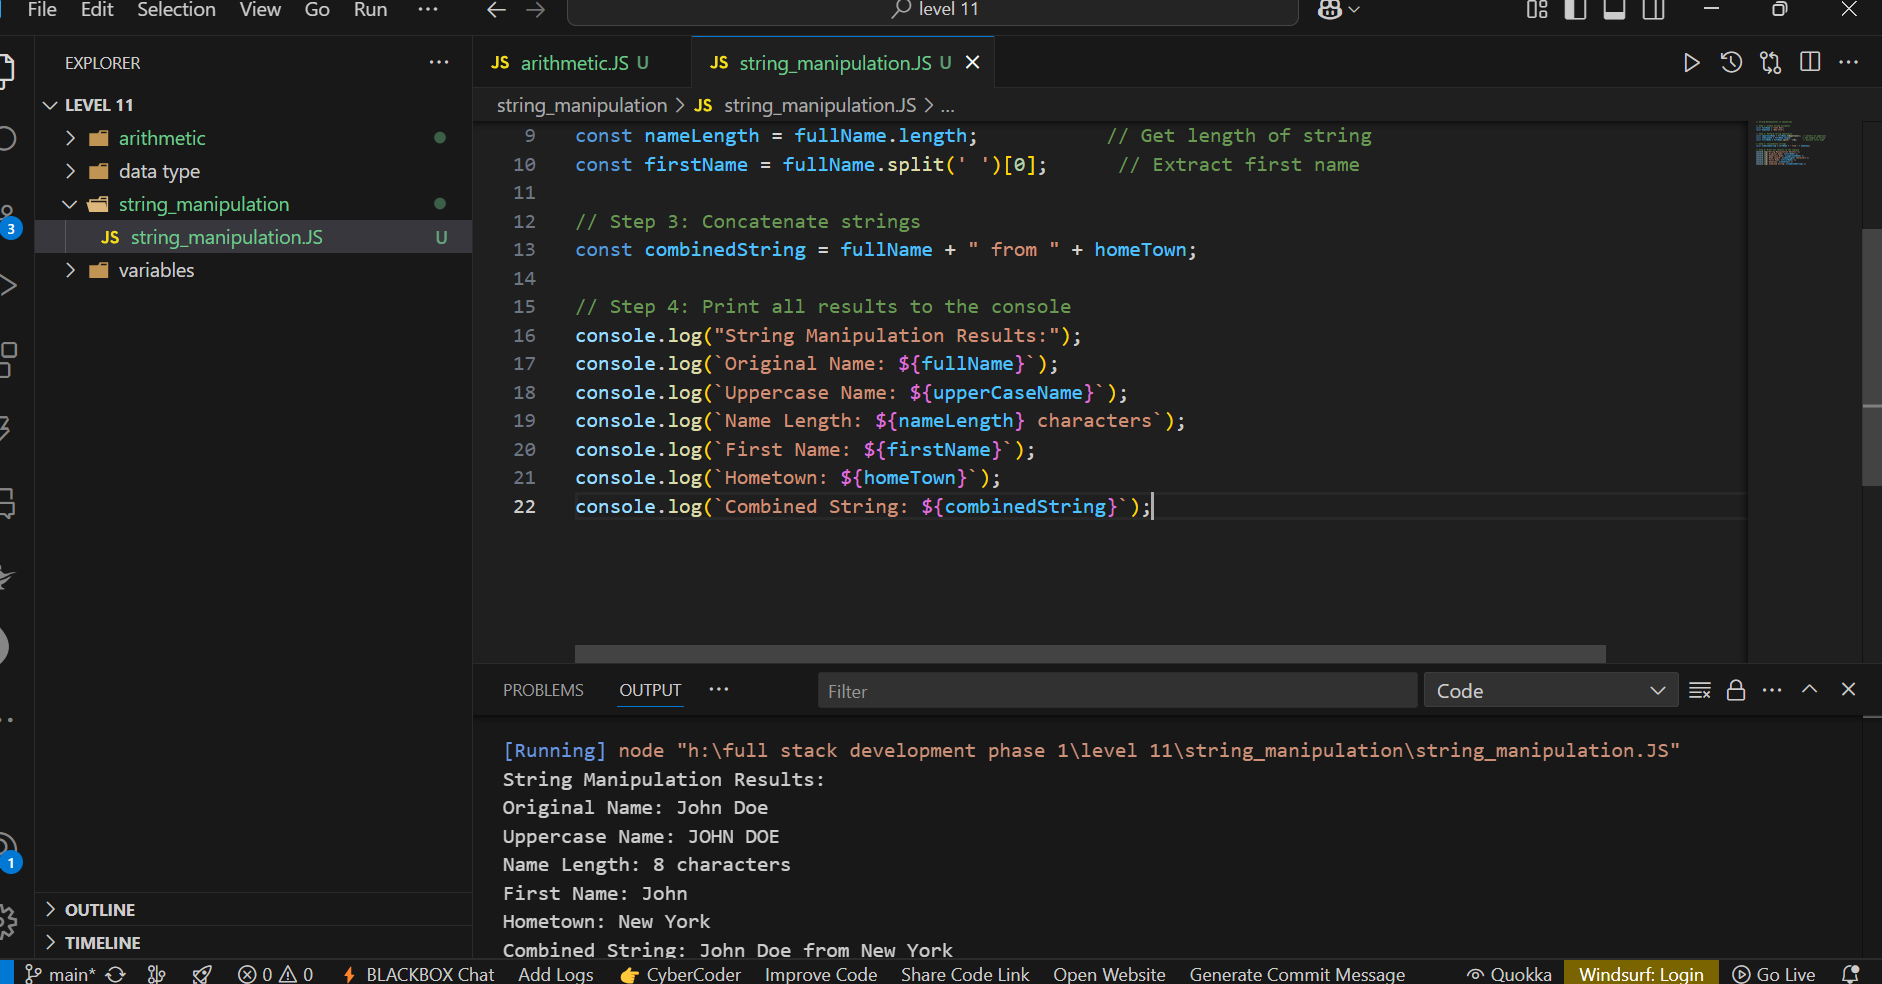 File Edit Selection View Go Run ··· level 11
EXPLORER ···
LEVEL 11
arithmetic
data type
string_manipulation
JS string_manipulation.JS U
variables
OUTLINE
TIMELINE
3
1
JS arithmetic.JS U
JS string_manipulation.JS U
string_manipulation > JS string_manipulation.JS > ...
9 const nameLength = fullName.length; // Get length of string
10 const firstName = fullName.split(' ')[0]; // Extract first name
11
12 // Step 3: Concatenate strings
13 const combinedString = fullName + " from " + homeTown;
14
15 // Step 4: Print all results to the console
16 console.log("String Manipulation Results:");
17 console.log(`Original Name: ${fullName}`);
18 console.log(`Uppercase Name: ${upperCaseName}`);
19 console.log(`Name Length: ${nameLength} characters`);
20 console.log(`First Name: ${firstName}`);
21 console.log(`Hometown: ${homeTown}`);
22 console.log(`Combined String: ${combinedString}`);
PROBLEMS OUTPUT ··· Filter Code
[Running] node "h:\full stack development phase 1\level 11\string_manipulation\string_manipulation.JS"
String Manipulation Results:
Original Name: John Doe
Uppercase Name: JOHN DOE
Name Length: 8 characters
First Name: John
Hometown: New York
Combined String: John Doe from New York
main* 0 0 BLACKBOX Chat Add Logs CyberCoder Improve Code Share Code Link Open Website Generate Commit Message Quokka Windsurf: Login Go Live